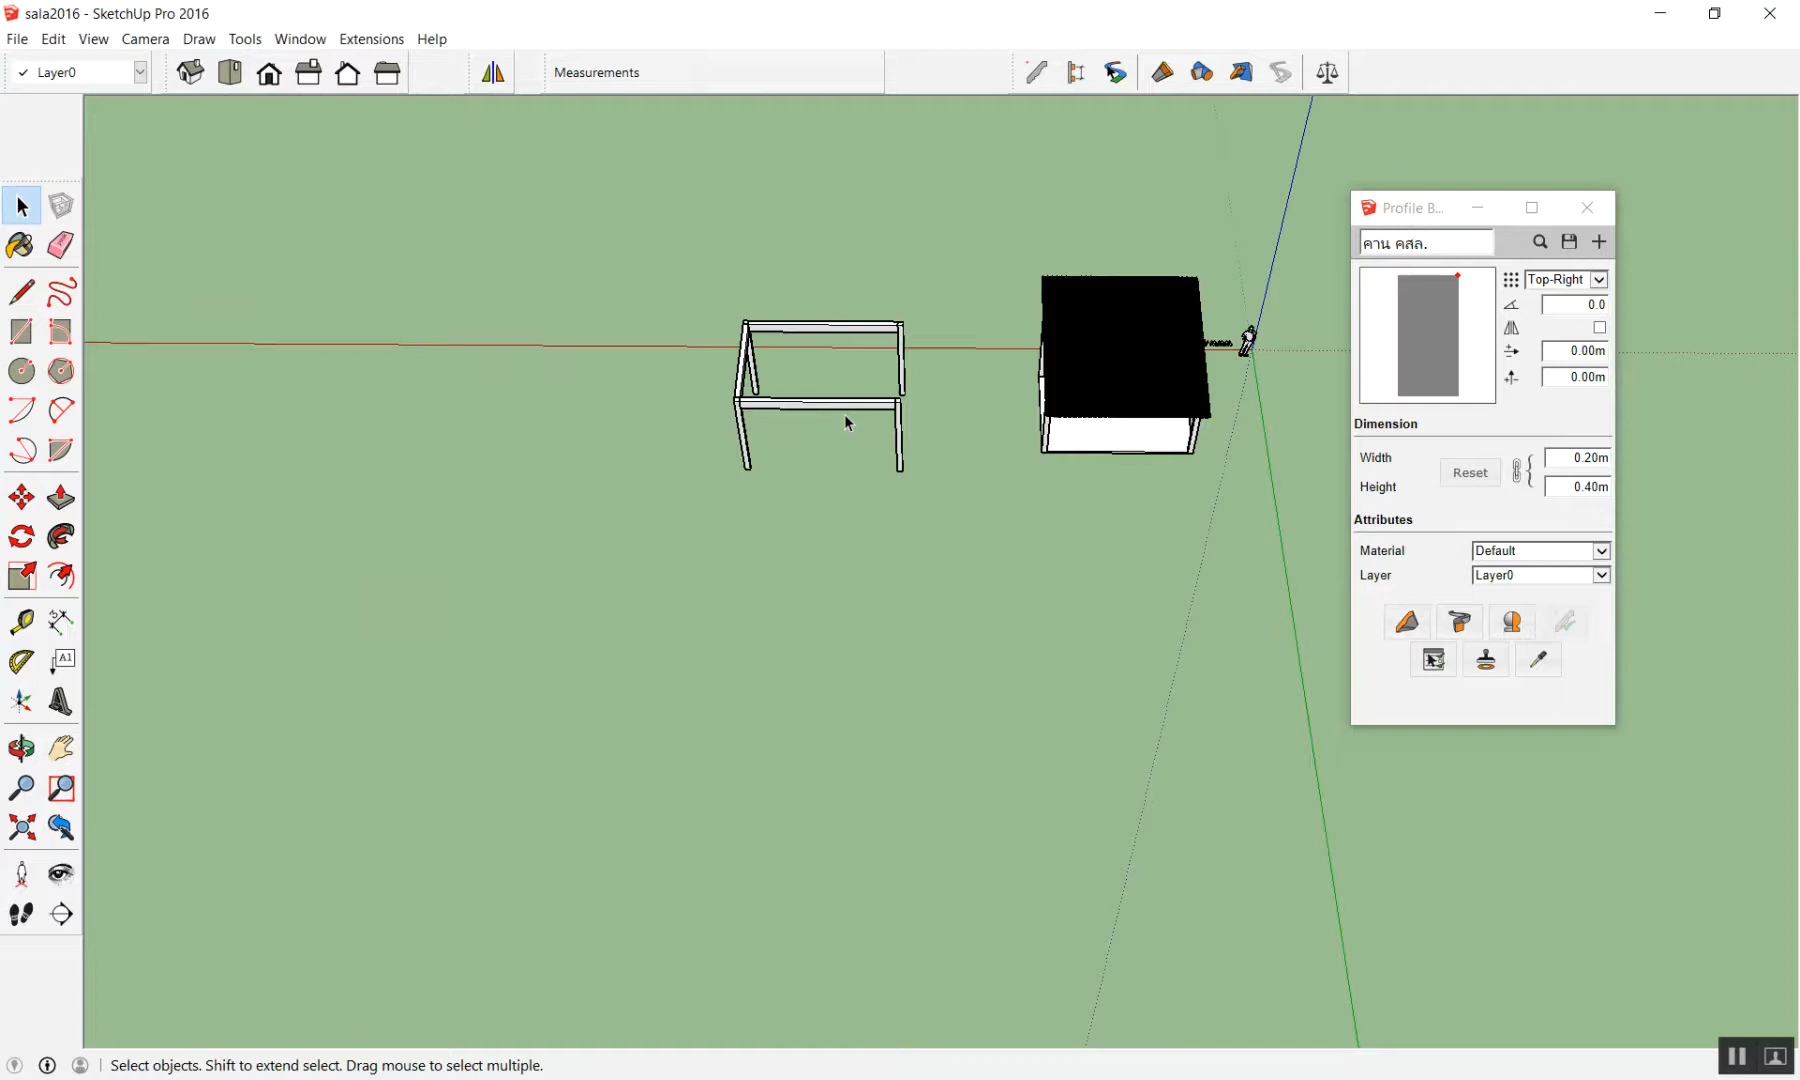 sala2016 - SketchUp Pro 2016
File Edit View Camera Draw Tools Window Extensions Help
Layer0
Measurements
Profile B...
คาน คสล.
Top-Right
0.0
0.00m
0.00m
Dimension
Width 0.20m
Reset
Height 0.40m
Attributes
Material Default
Layer Layer0
A1
Select objects. Shift to extend select. Drag mouse to select multiple.